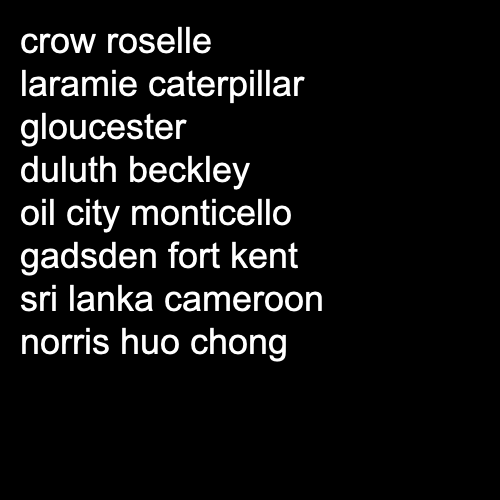 crow roselle
laramie caterpillar
gloucester
duluth beckley
oil city monticello
gadsden fort kent
sri lanka cameroon
norris huo chong